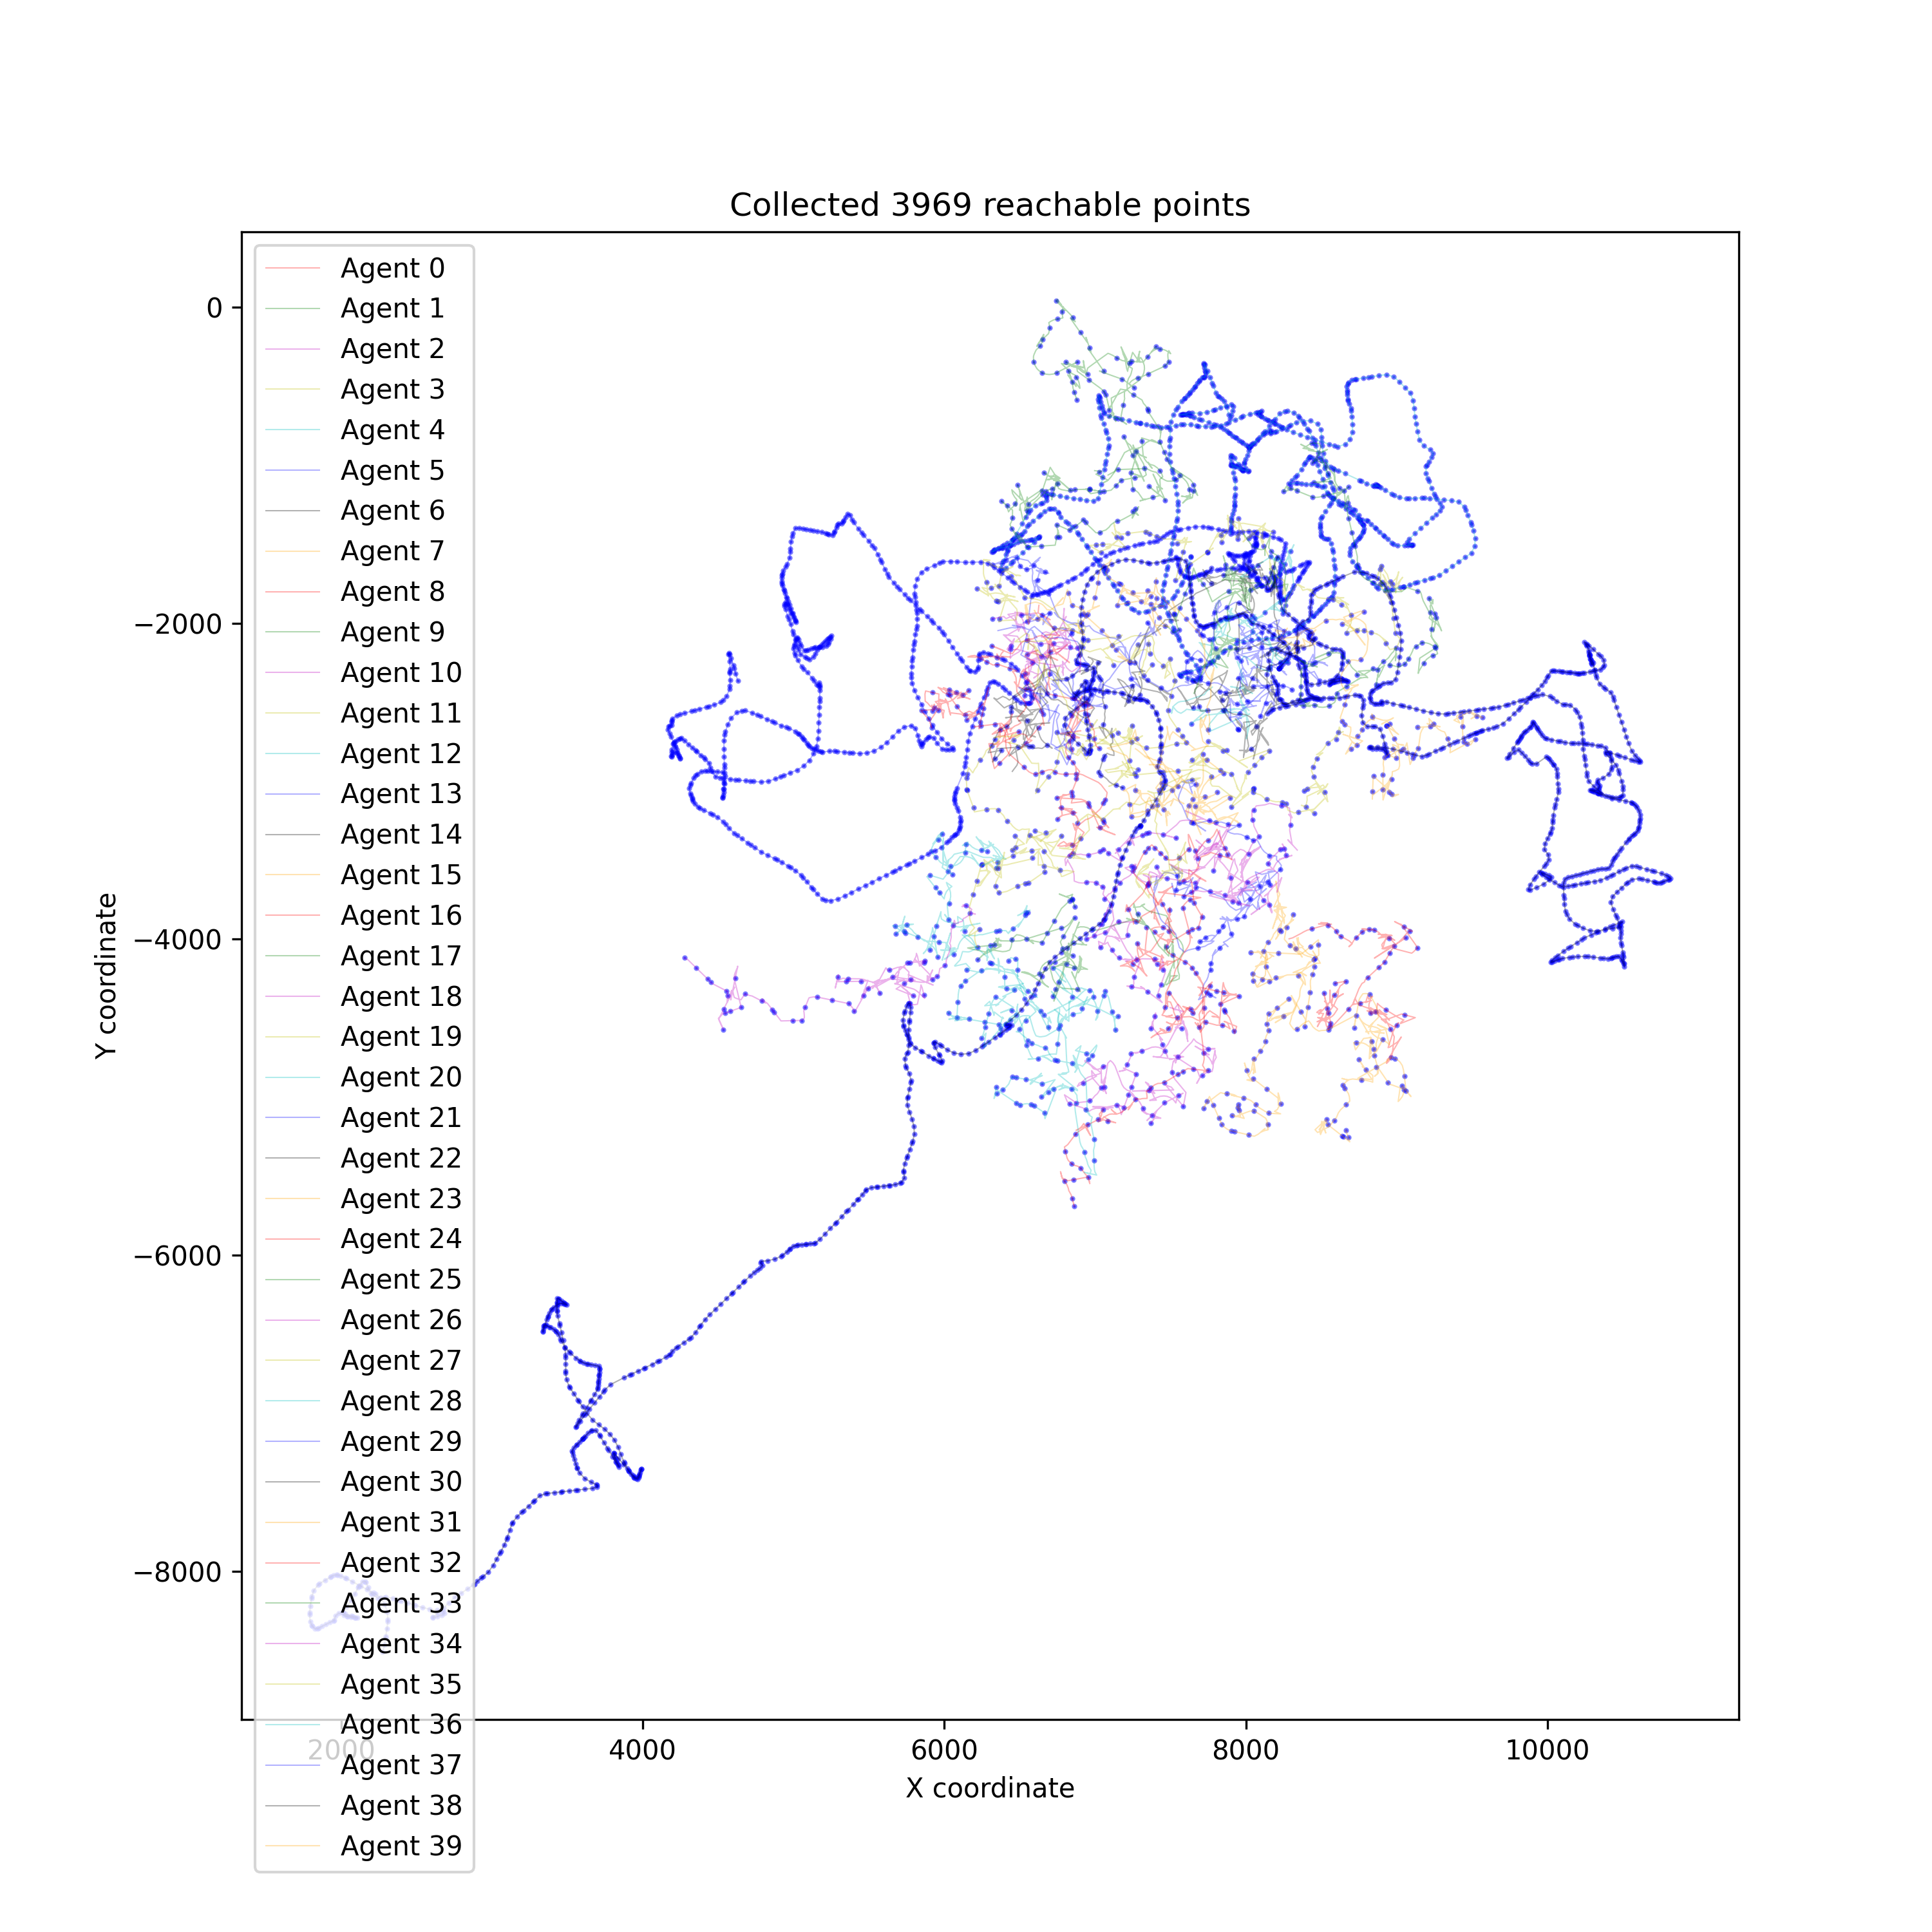 Collected 3969 reachable points
Agent 0
Agent 1
Agent 2
Agent 3
Agent 4
Agent 5
Agent 6
Agent 7
Agent 8
Agent 9
Agent 10
Agent 11
Agent 12
Agent 13
Agent 14
Agent 15
Agent 16
Agent 17
Agent 18
Agent 19
Agent 20
Agent 21
Agent 22
Agent 23
Agent 24
Agent 25
Agent 26
Agent 27
Agent 28
Agent 29
Agent 30
Agent 31
Agent 32
Agent 33
Agent 34
Agent 35
Agent 36
Agent 37
Agent 38
Agent 39
0
−2000
−4000
−6000
−8000
Y coordinate
2000 4000 6000 8000 10000
X coordinate